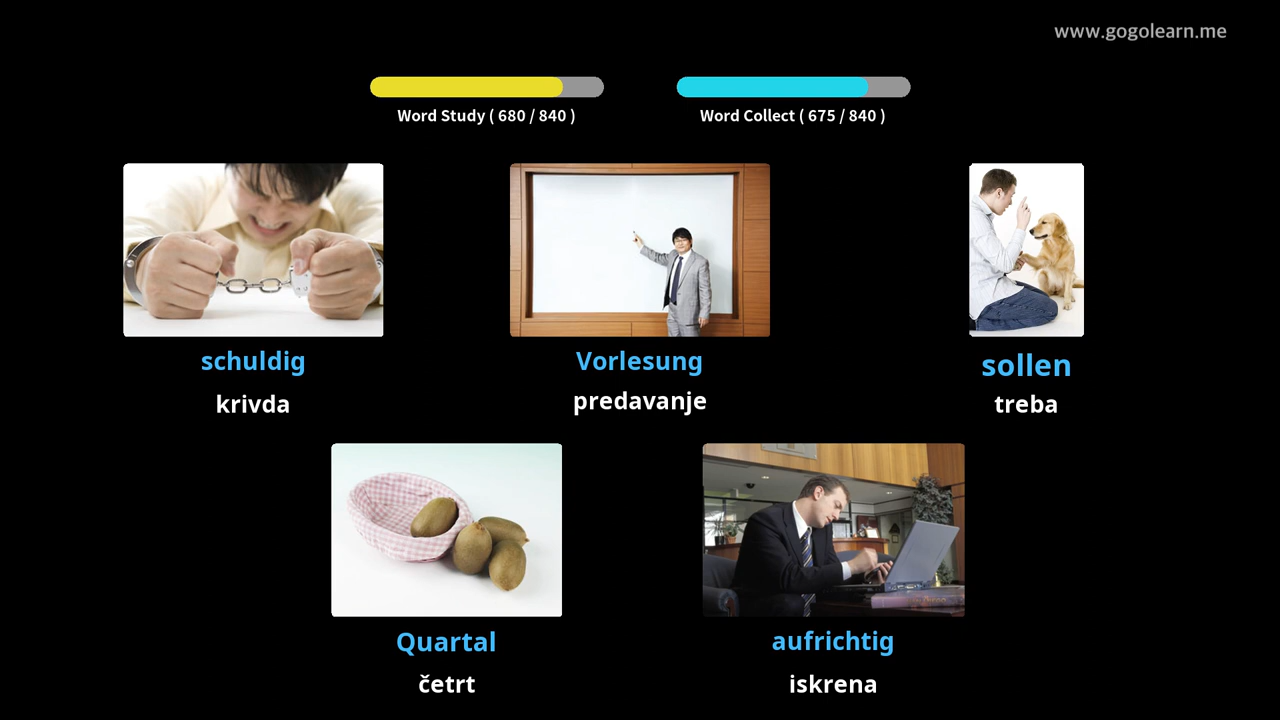 www.gogolearn.me
Word Study ( 680 / 840 )
Word Collect ( 675 / 840 )
schuldig
Vorlesung
sollen
krivda
predavanje
treba
Quartal
aufrichtig
četrt
iskrena